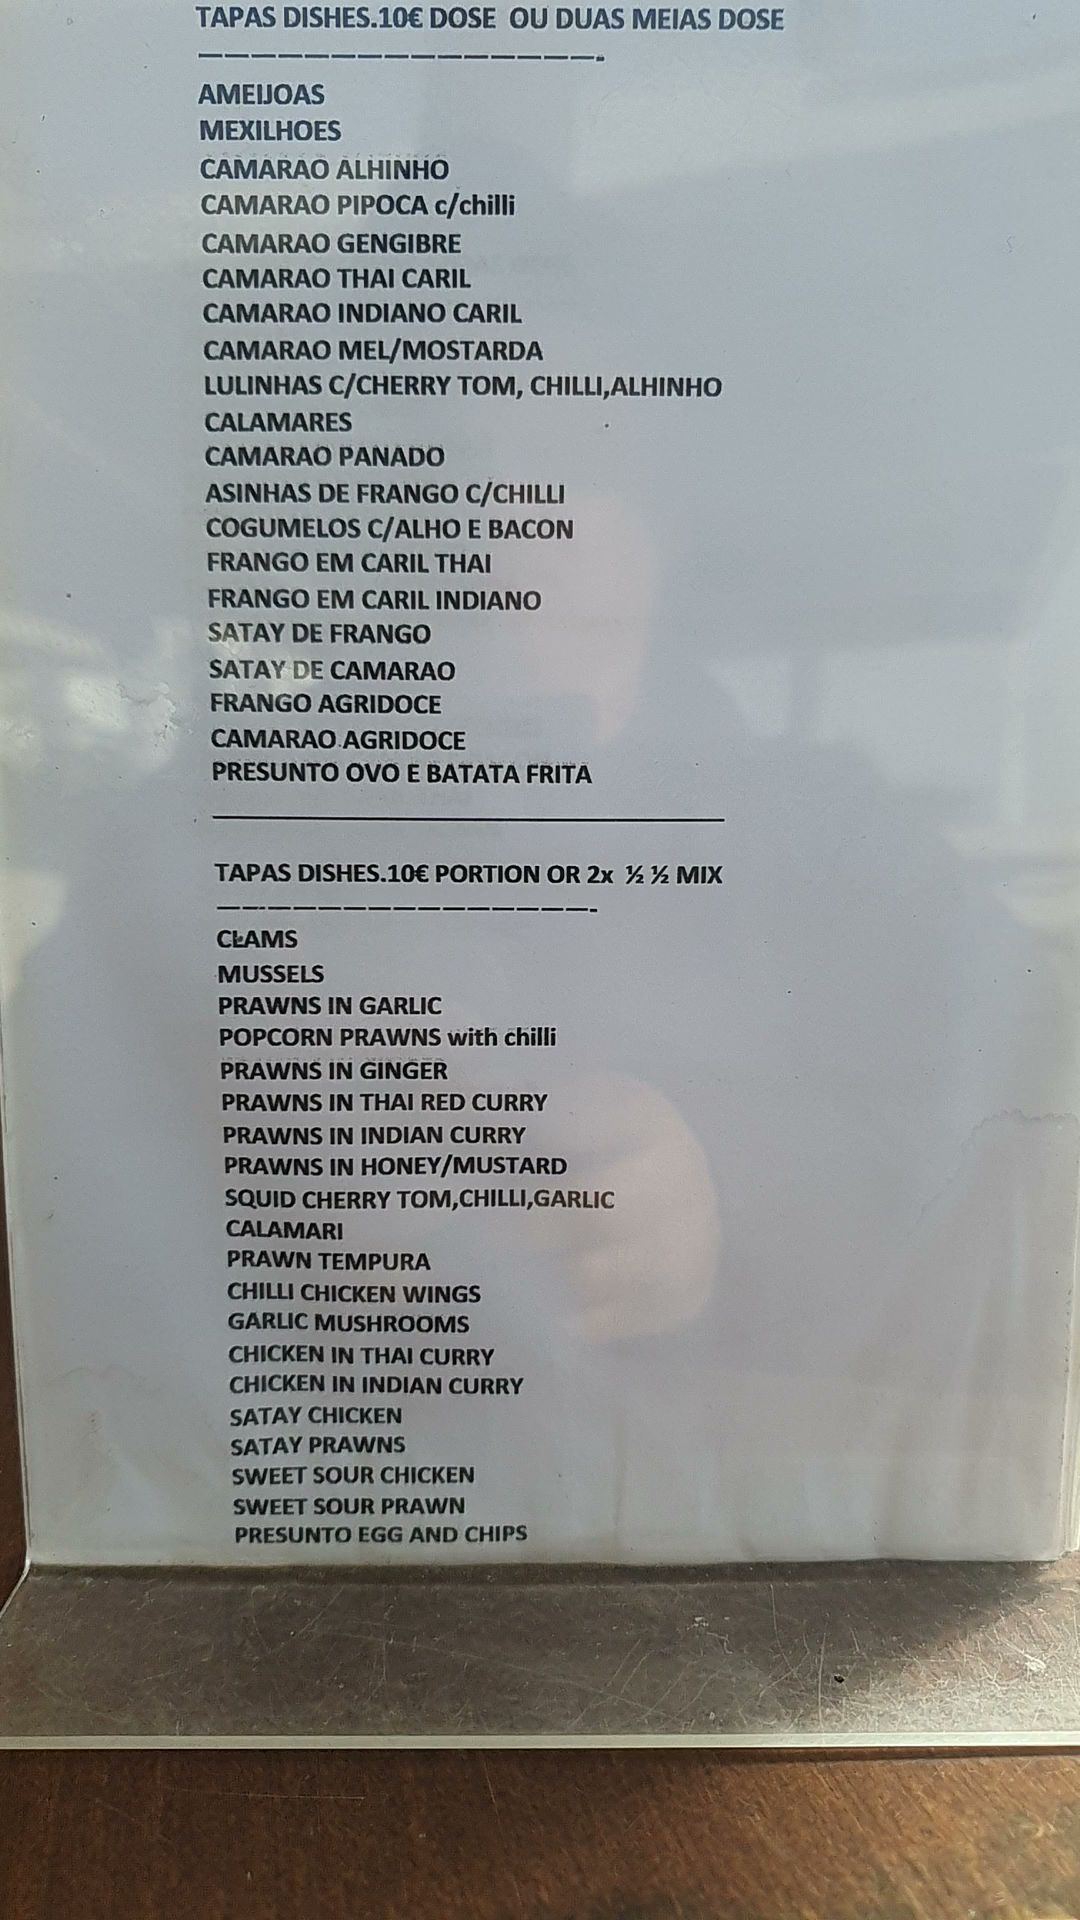 TAPAS DISHES.10€ DOSE OU DUAS MEIAS DOSE
————————————————-
AMEIJOAS
MEXILHOES
CAMARAO ALHINHO
CAMARAO PIPOCA c/chilli
CAMARAO GENGIBRE
CAMARAO THAI CARIL
CAMARAO INDIANO CARIL
CAMARAO MEL/MOSTARDA
LULINHAS C/CHERRY TOM, CHILLI,ALHINHO
CALAMARES
CAMARAO PANADO
ASINHAS DE FRANGO C/CHILLI
COGUMELOS C/ALHO E BACON
FRANGO EM CARIL THAI
FRANGO EM CARIL INDIANO
SATAY DE FRANGO
SATAY DE CAMARAO
FRANGO AGRIDOCE
CAMARAO AGRIDOCE
PRESUNTO OVO E BATATA FRITA
TAPAS DISHES.10€ PORTION OR 2x ½ ½ MIX
————————————————-
CLAMS
MUSSELS
PRAWNS IN GARLIC
POPCORN PRAWNS with chilli
PRAWNS IN GINGER
PRAWNS IN THAI RED CURRY
PRAWNS IN INDIAN CURRY
PRAWNS IN HONEY/MUSTARD
SQUID CHERRY TOM,CHILLI,GARLIC
CALAMARI
PRAWN TEMPURA
CHILLI CHICKEN WINGS
GARLIC MUSHROOMS
CHICKEN IN THAI CURRY
CHICKEN IN INDIAN CURRY
SATAY CHICKEN
SATAY PRAWNS
SWEET SOUR CHICKEN
SWEET SOUR PRAWN
PRESUNTO EGG AND CHIPS